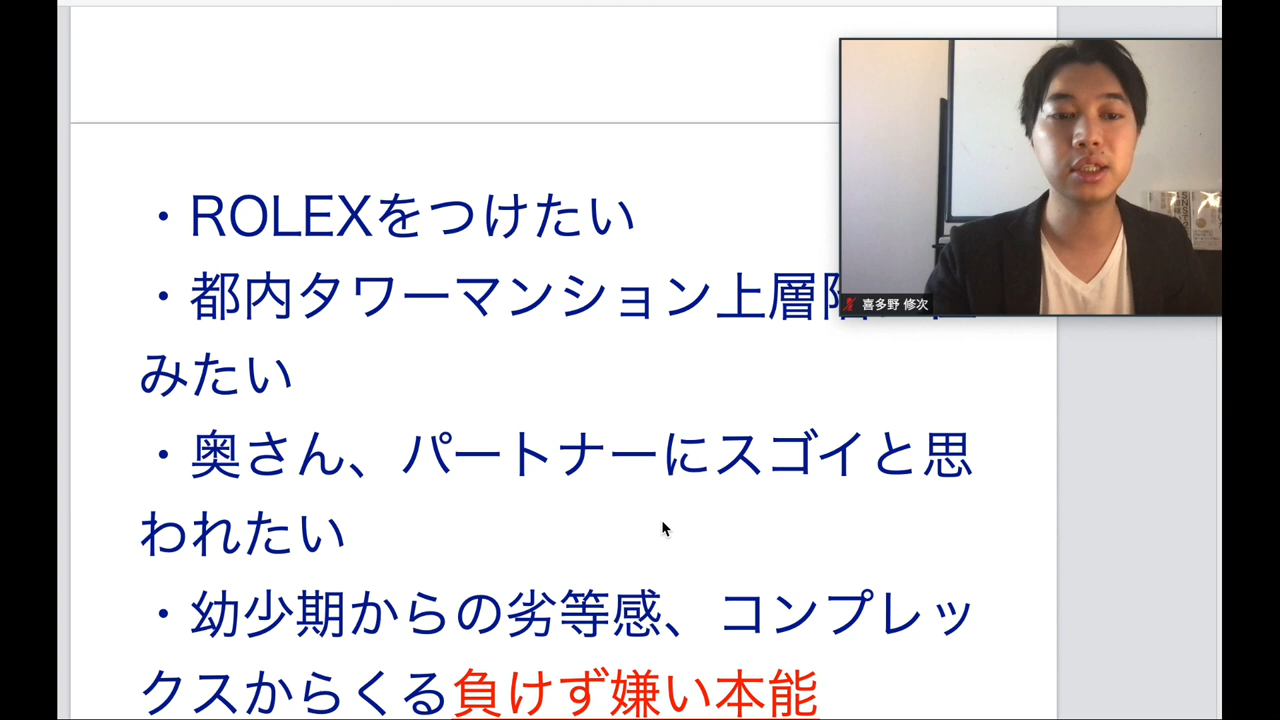 ・ROLEXをつけたい
・都内タワーマンション上層
みたい
・奥さん、パートナーにスゴイと思
われたい
・幼少期からの劣等感、コンプレッ
クスからくる負けず嫌い本能
喜多野 修次